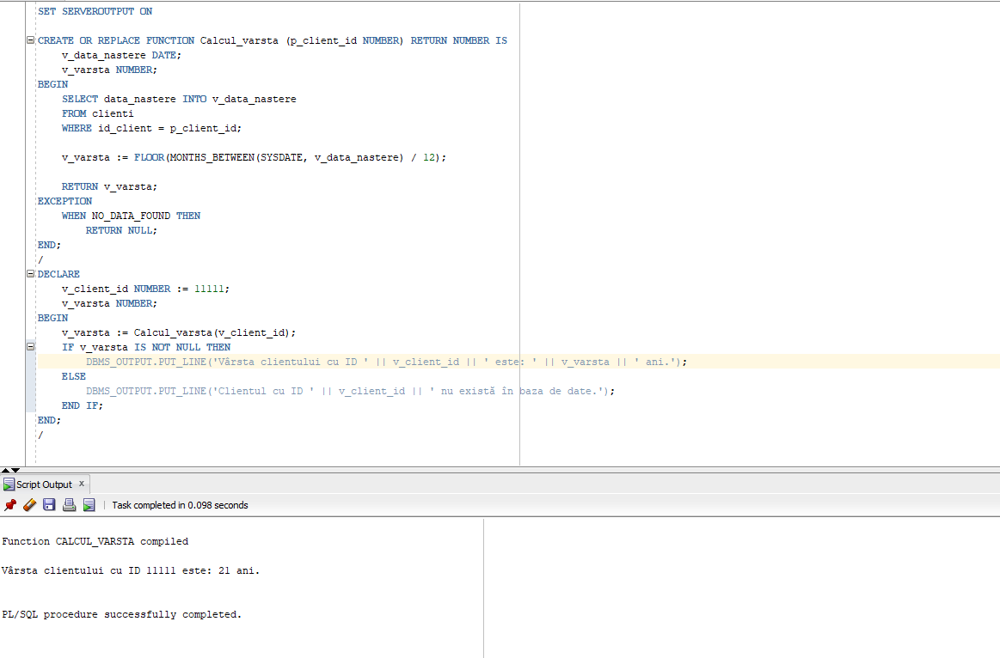 SET SERVEROUTPUT ON
CREATE OR REPLACE FUNCTION Calcul_varsta (p_client_id NUMBER) RETURN NUMBER IS
v_data_nastere DATE;
v_varsta NUMBER;
BEGIN
SELECT data_nastere INTO v_data_nastere
FROM clienti
WHERE id_client = p_client_id;
v_varsta := FLOOR(MONTHS_BETWEEN(SYSDATE, v_data_nastere) / 12);
RETURN v_varsta;
EXCEPTION
WHEN NO_DATA_FOUND THEN
RETURN NULL;
END;
/
DECLARE
v_client_id NUMBER := 11111;
v_varsta NUMBER;
BEGIN
v_varsta := Calcul_varsta(v_client_id);
IF v_varsta IS NOT NULL THEN
DBMS_OUTPUT.PUT_LINE('Vârsta clientului cu ID ' || v_client_id || ' este: ' || v_varsta || ' ani.');
ELSE
DBMS_OUTPUT.PUT_LINE('Clientul cu ID ' || v_client_id || ' nu există în baza de date.');
END IF;
END;
/
Script Output x
Task completed in 0.098 seconds
Function CALCUL_VARSTA compiled
Vârsta clientului cu ID 11111 este: 21 ani.
PL/SQL procedure successfully completed.